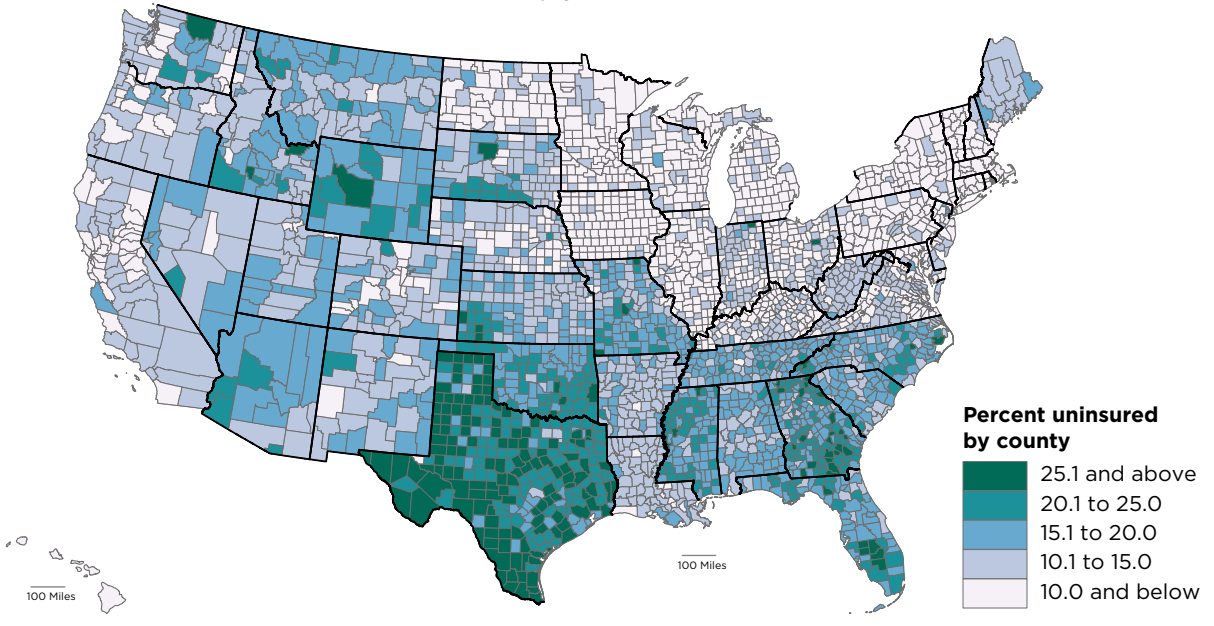 Percent uninsured
by county
25.1 and above
20.1 to 25.0
15.1 to 20.0
10.1 to 15.0
10.0 and below
100 Miles
100 Miles